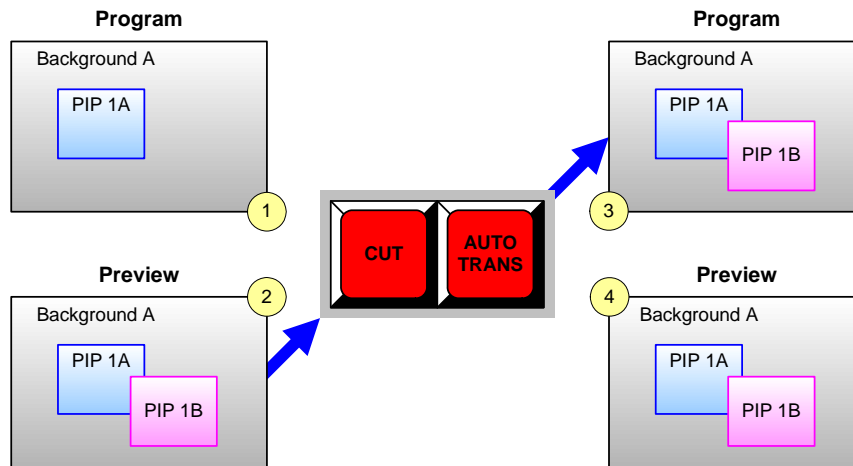 Program
Background A
PIP 1A
1
Preview
2
Background A
PIP 1A
PIP 1B
CUT
AUTO
TRANS
Program
Background A
PIP 1A
PIP 1B
3
Preview
4
Background A
PIP 1A
PIP 1B